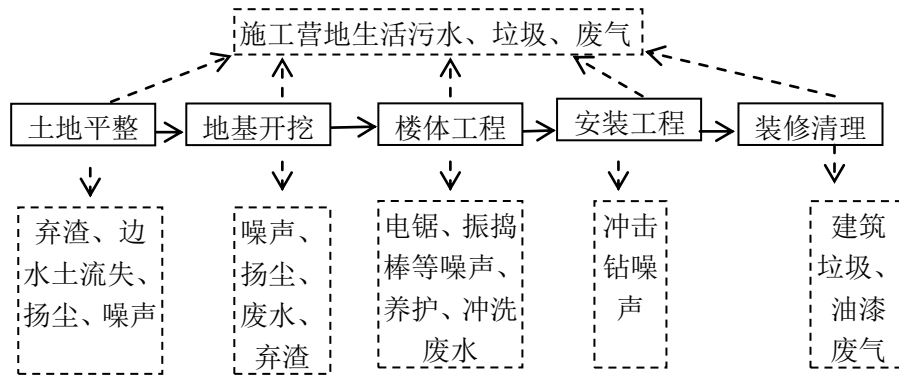 施工营地生活污水、垃圾、废气
土地平整
地基开挖
楼体工程
安装工程
装修清理
弃渣、边
水土流失、
扬尘、噪声
噪声、
扬尘、
废水、
弃渣
电锯、振捣
棒等噪声、
养护、冲洗
废水
冲击
钻噪
声
建筑
垃圾、
油漆
废气